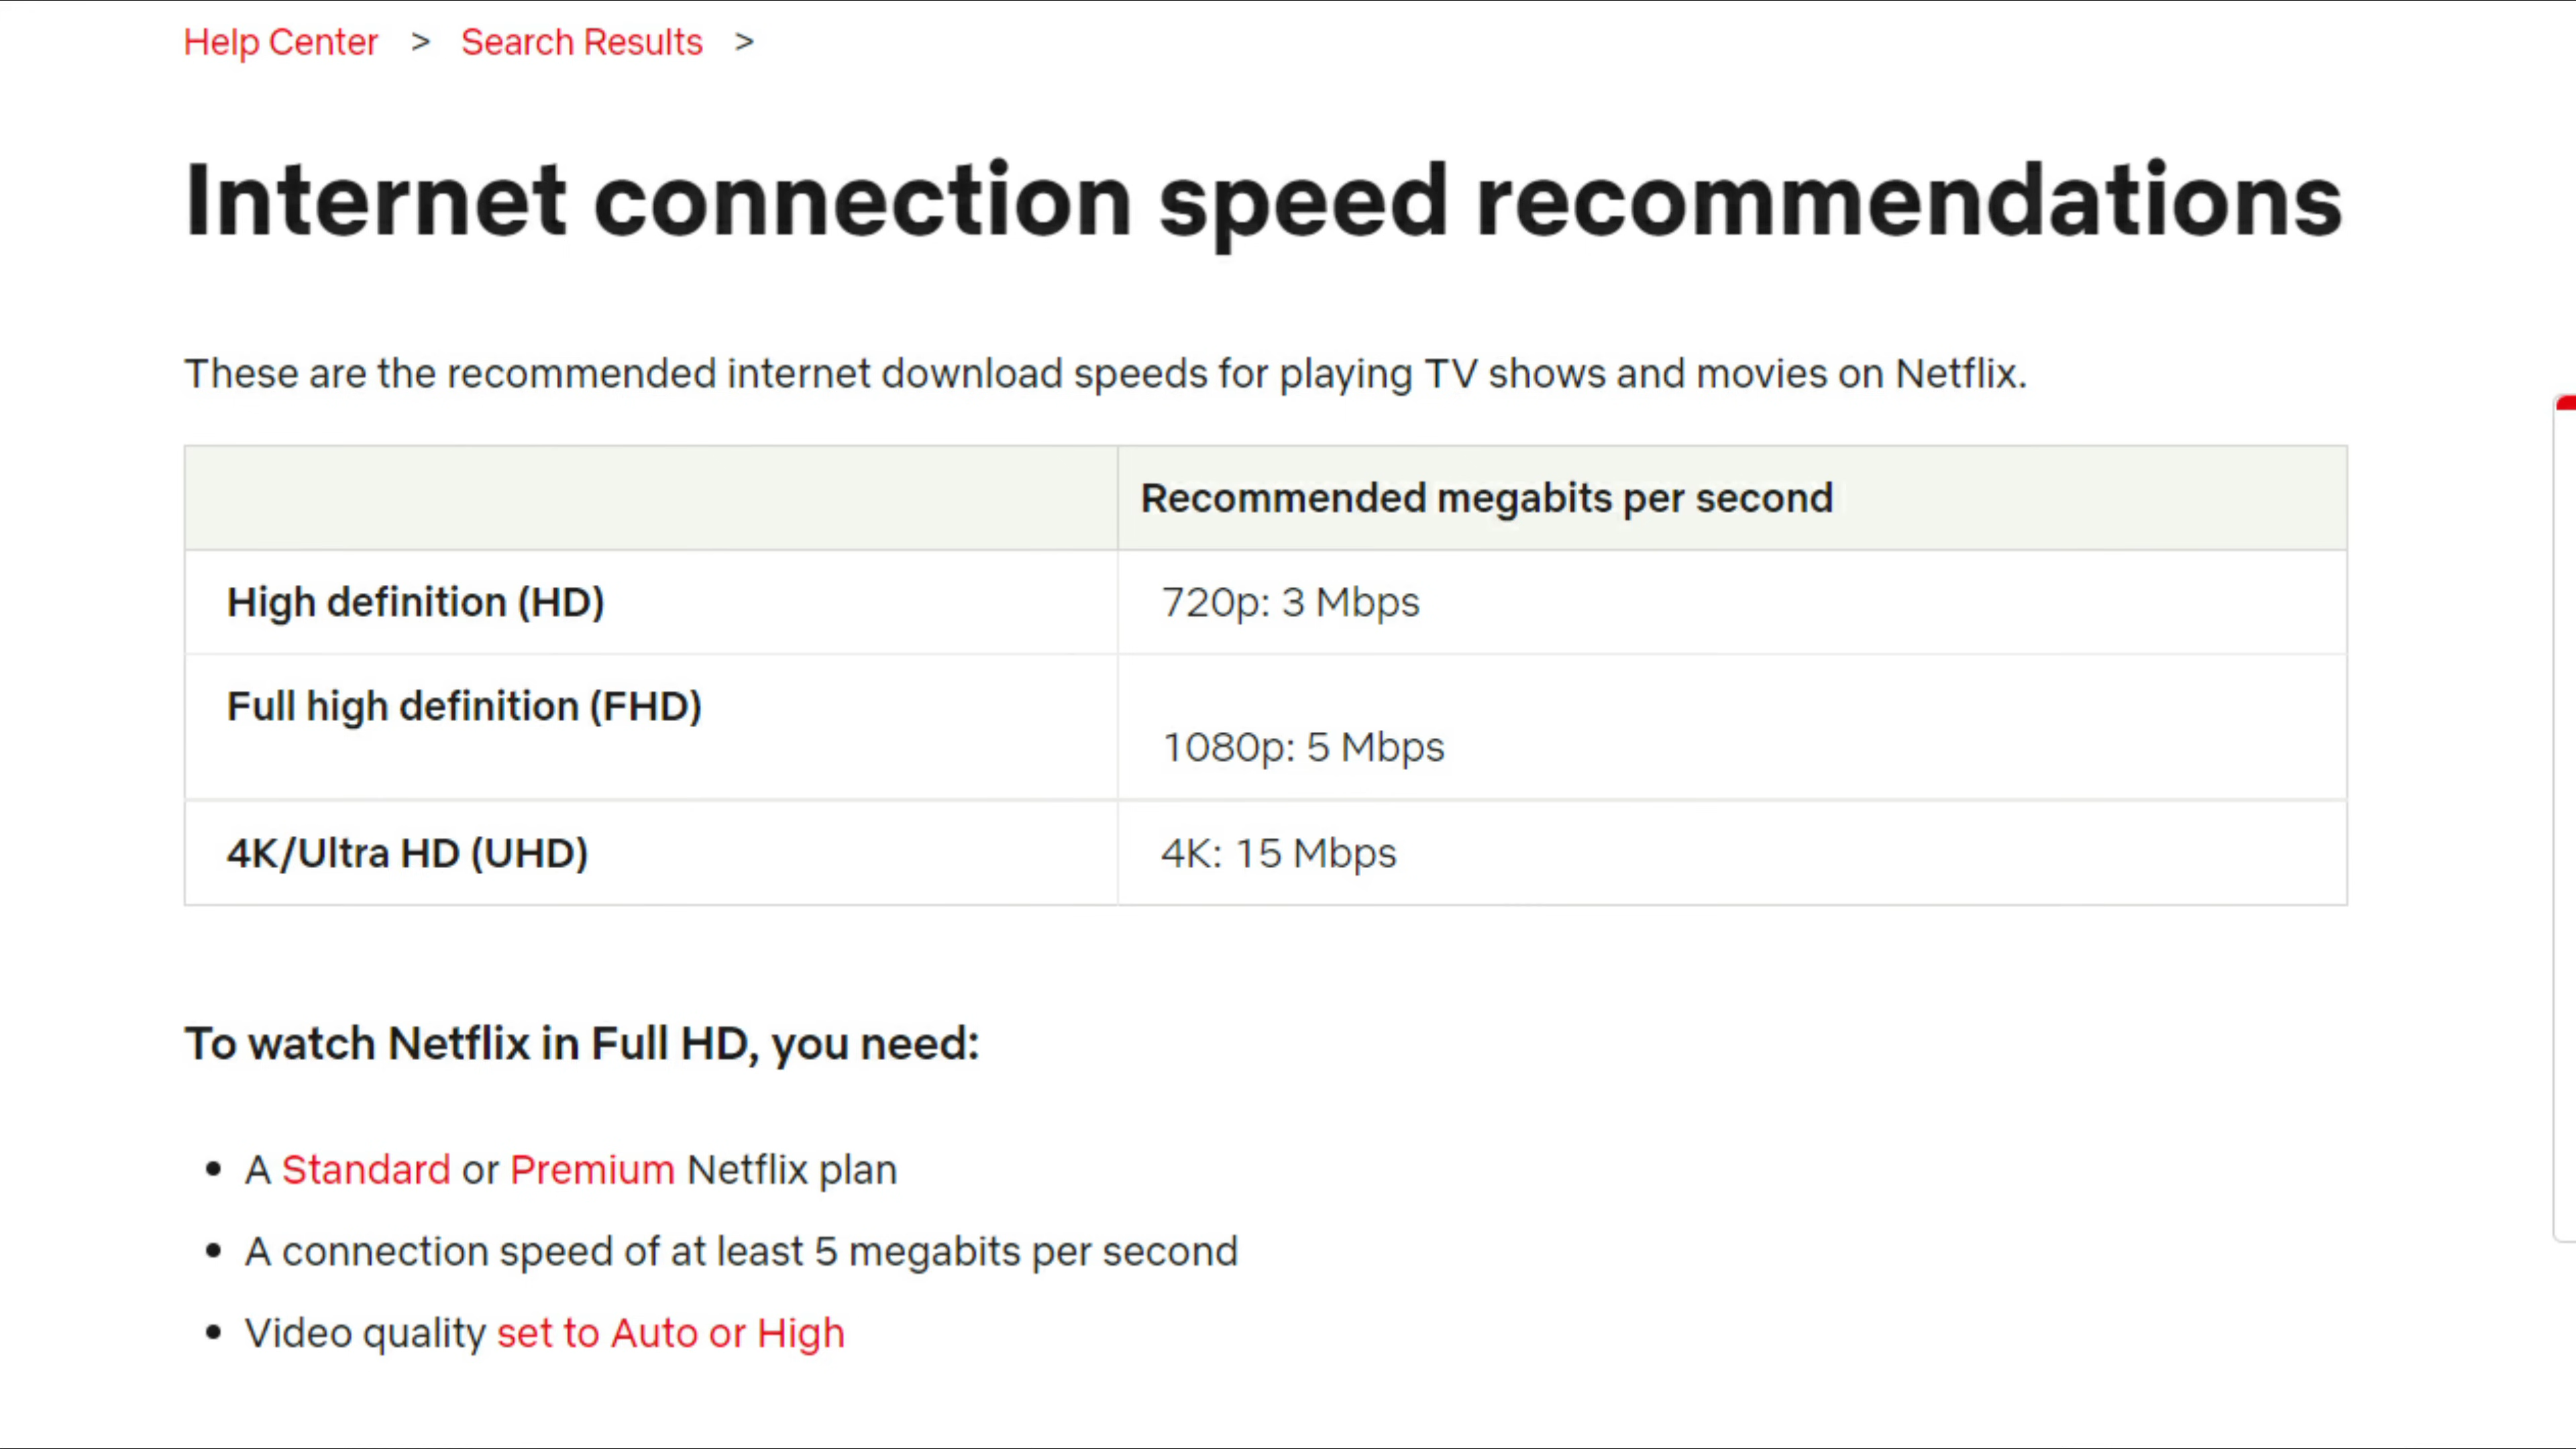 Help Center > Search Results >
Internet connection speed recommendations
These are the recommended internet download speeds for playing TV shows and movies on Netflix.
Recommended megabits per second
High definition (HD) 720p: 3 Mbps
Full high definition (FHD) 1080p: 5 Mbps
4K/Ultra HD (UHD) 4K: 15 Mbps
To watch Netflix in Full HD, you need:
• A Standard or Premium Netflix plan
• A connection speed of at least 5 megabits per second
• Video quality set to Auto or High